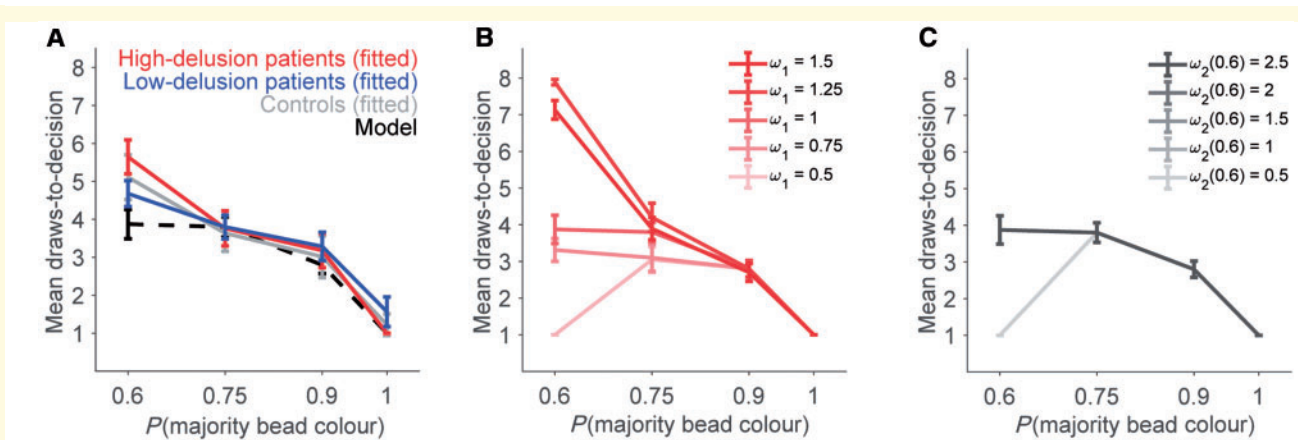 A
High-delusion patients (fitted)
Low-delusion patients (fitted)
Controls (fitted)
Model
Mean draws-to-decision
8
7
6
5
4
3
2
1
0.6 0.75 0.9 1
P(majority bead colour)
B
ω1 = 1.5
ω1 = 1.25
ω1 = 1
ω1 = 0.75
ω1 = 0.5
Mean draws-to-decision
8
7
6
5
4
3
2
1
0.6 0.75 0.9 1
P(majority bead colour)
C
ω2(0.6) = 2.5
ω2(0.6) = 2
ω2(0.6) = 1.5
ω2(0.6) = 1
ω2(0.6) = 0.5
Mean draws-to-decision
8
7
6
5
4
3
2
1
0.6 0.75 0.9 1
P(majority bead colour)